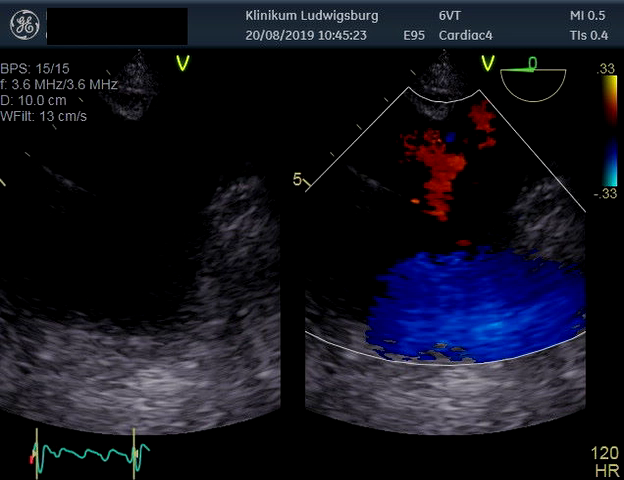 GE
Klinikum Ludwigsburg 6VT MI 0.5
20/08/2019 10:45:23 E95 Cardiac4 TIs 0.4
V V 0
BPS: 15/15
f: 3.6 MHz/3.6 MHz
D: 10.0 cm
WFilt: 13 cm/s
.33
5
-.33
120
HR